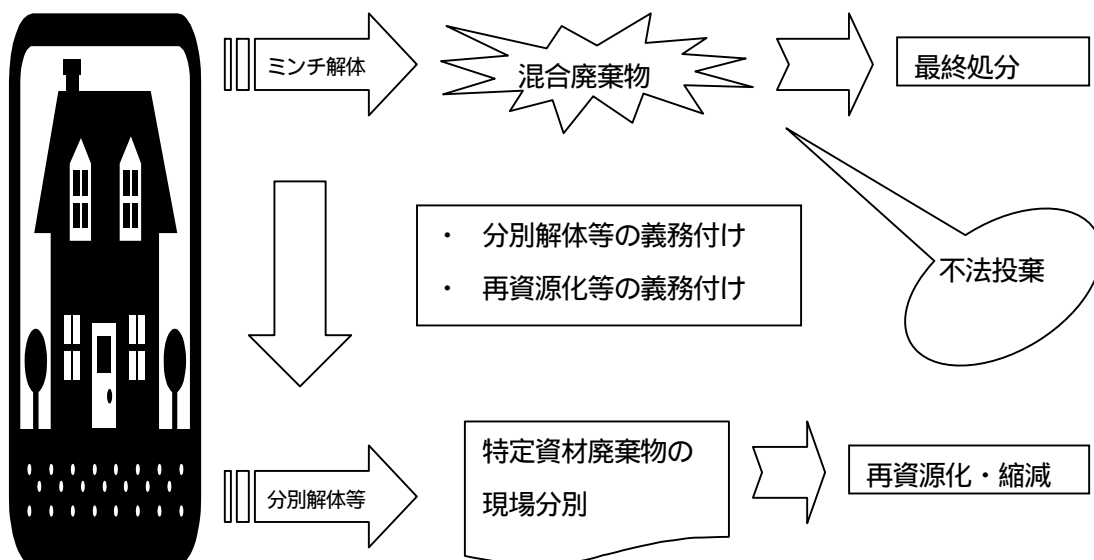 ミンチ解体
混合廃棄物
最終処分
・ 分別解体等の義務付け
・ 再資源化等の義務付け
不法投棄
分別解体等
特定資材廃棄物の
現場分別
再資源化・縮減